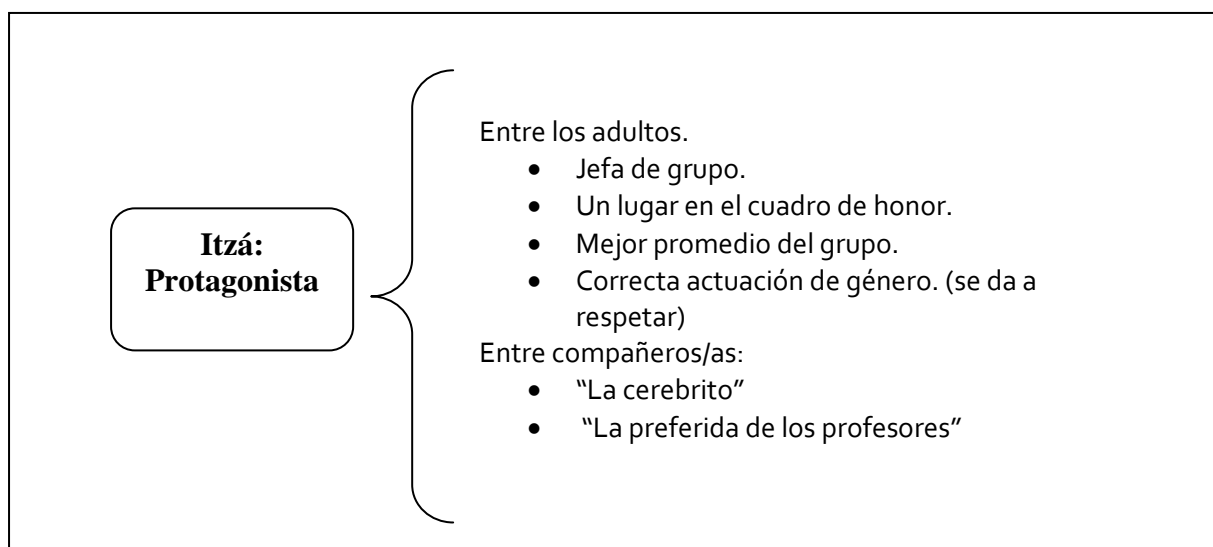 Itzá:
Protagonista
Entre los adultos.
• Jefa de grupo.
• Un lugar en el cuadro de honor.
• Mejor promedio del grupo.
• Correcta actuación de género. (se da a
respetar)
Entre compañeros/as:
• “La cerebrito”
• “La preferida de los profesores”